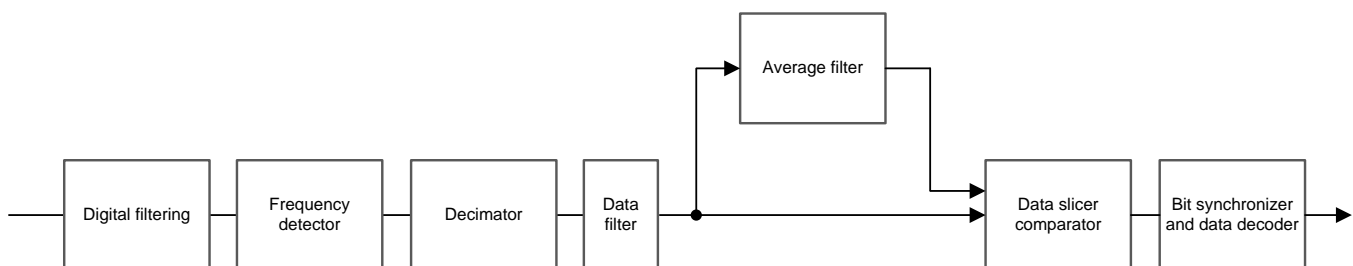 Average filter
Digital filtering
Frequency
detector
Decimator
Data
filter
Data slicer
comparator
Bit synchronizer
and data decoder